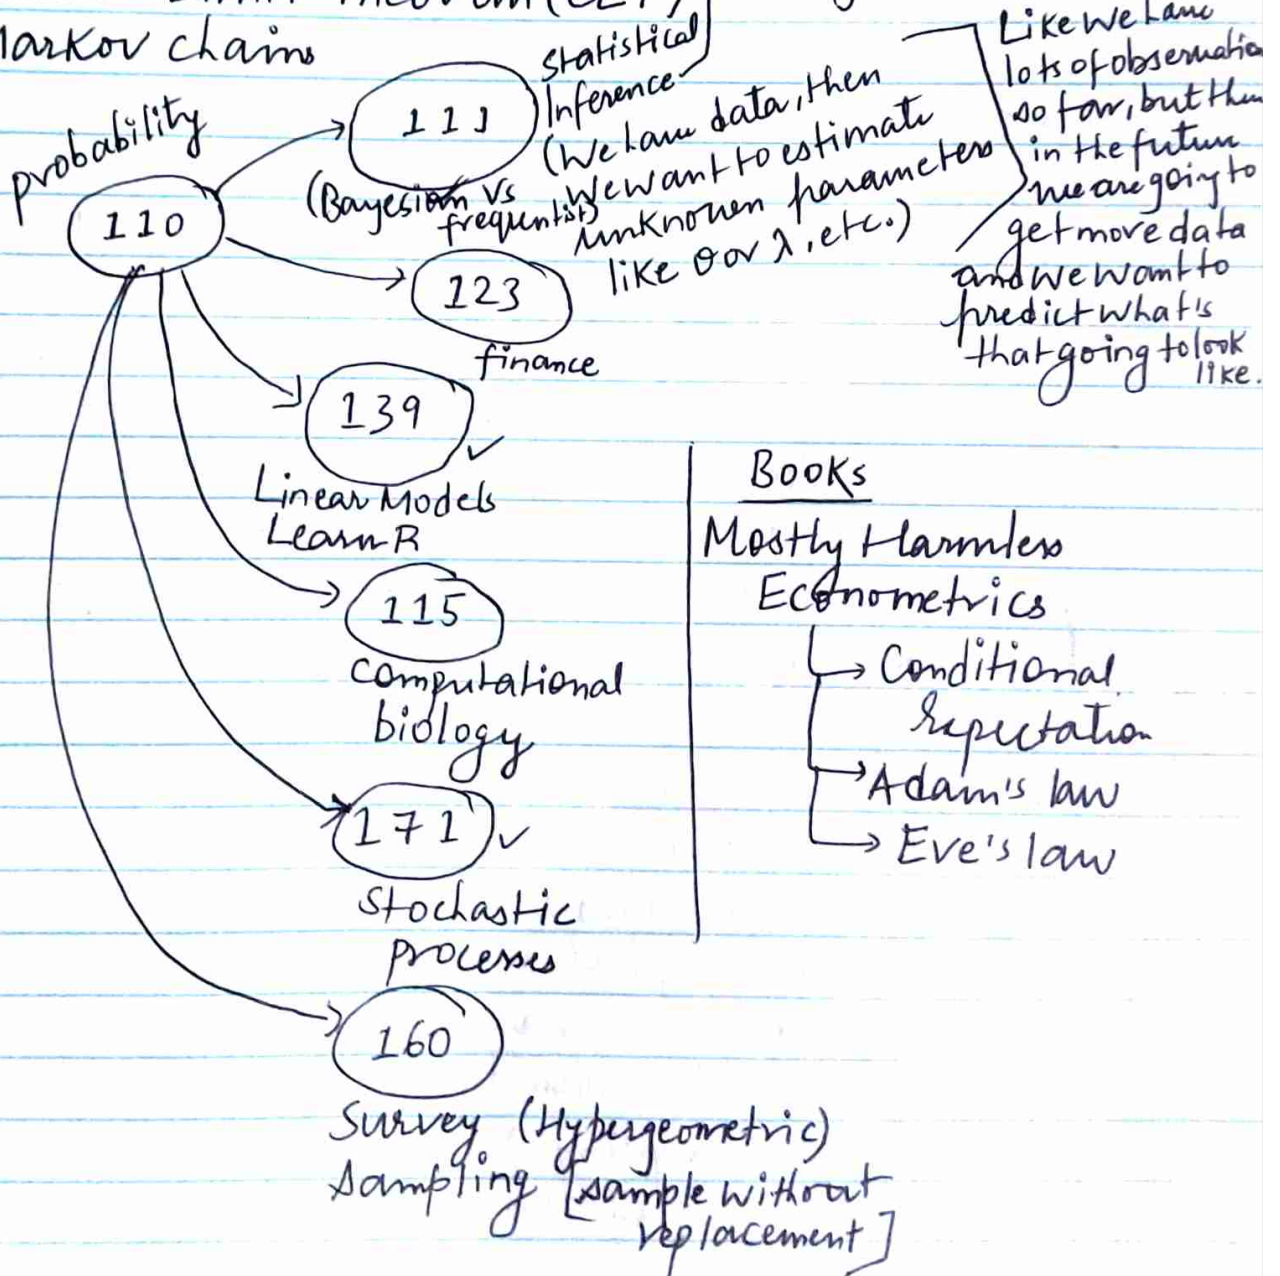 Markov chains
probability
110
111
Statistical
Inference
(We have data, then
we want to estimate
unknown parameters
like θ or λ, etc.)
(Bayesian vs
frequentist)
Like we have
lots of observation
so far, but then
in the future
we are going to
get more data
and we want to
predict what's
that going to look
like.
123
finance
139 ✓
Linear Models
Learn R
115
computational
biology
171 ✓
Stochastic
processes
160
Survey (Hypergeometric)
Sampling [sample without
replacement]
Books
Mostly Harmless
Econometrics
→ Conditional
Expectation
→ Adam's law
→ Eve's law